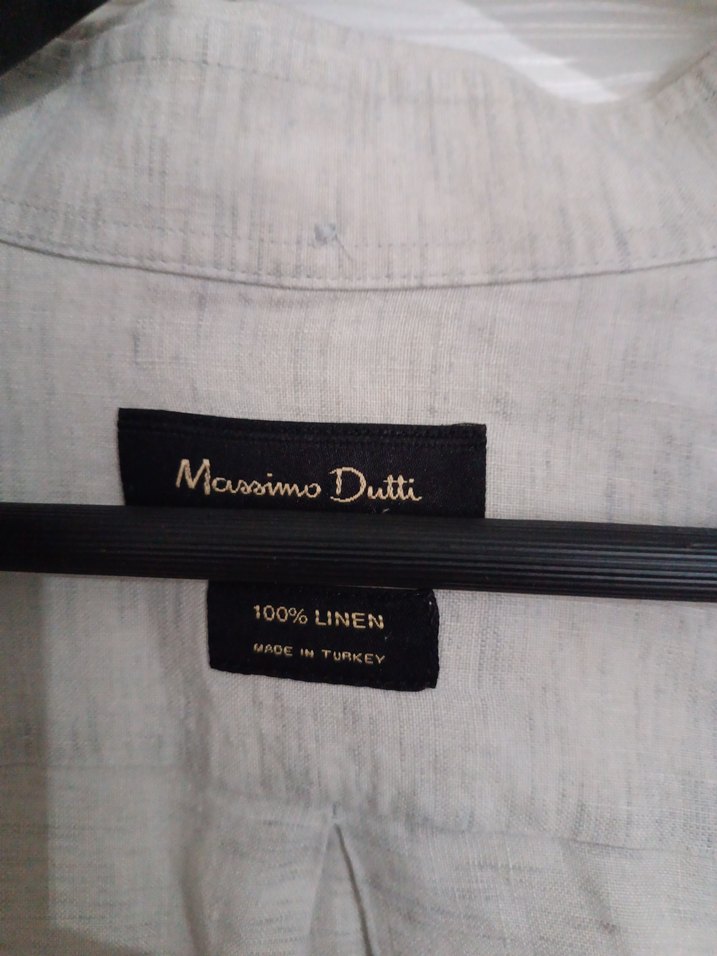 Massimo Dutti
100% LINEN
MADE IN TURKEY